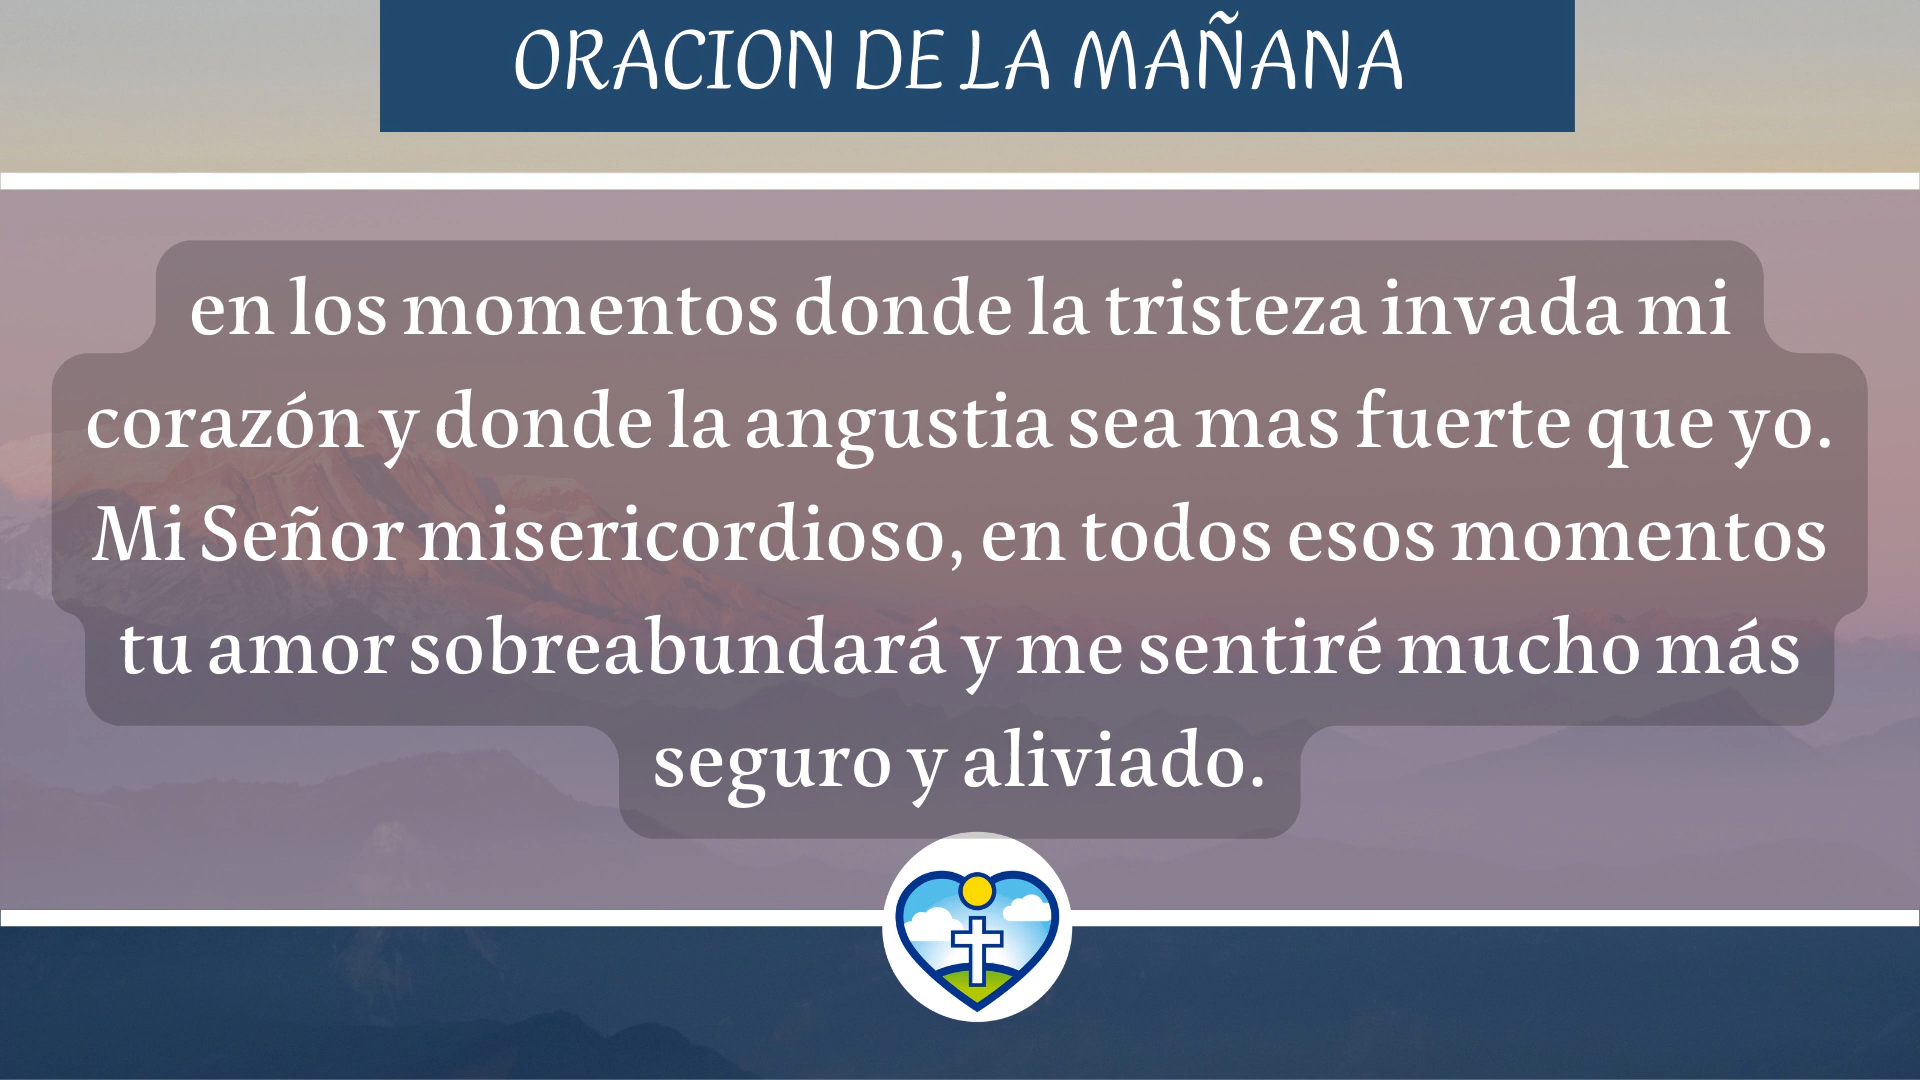 ORACION DE LA MAÑANA
en los momentos donde la tristeza invada mi
corazón y donde la angustia sea mas fuerte que yo.
Mi Señor misericordioso, en todos esos momentos
tu amor sobreabundará y me sentiré mucho más
seguro y aliviado.